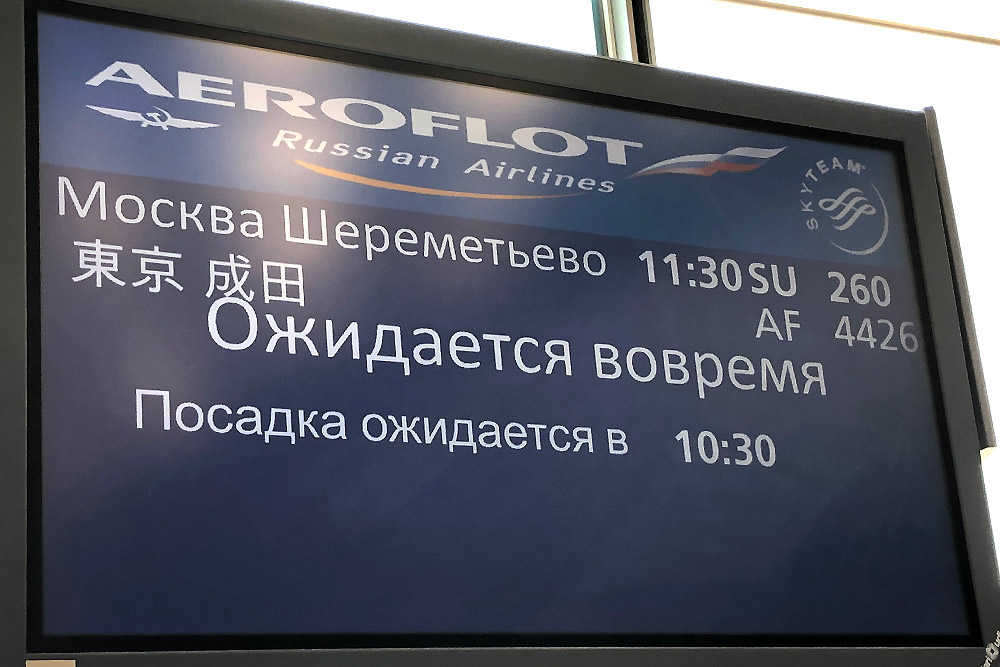 AEROFLOT
Russian Airlines
SKYTEAM
Москва Шереметьево 11:30 SU 260
東京 成田
AF 4426
Ожидается вовремя
Посадка ожидается в 10:30